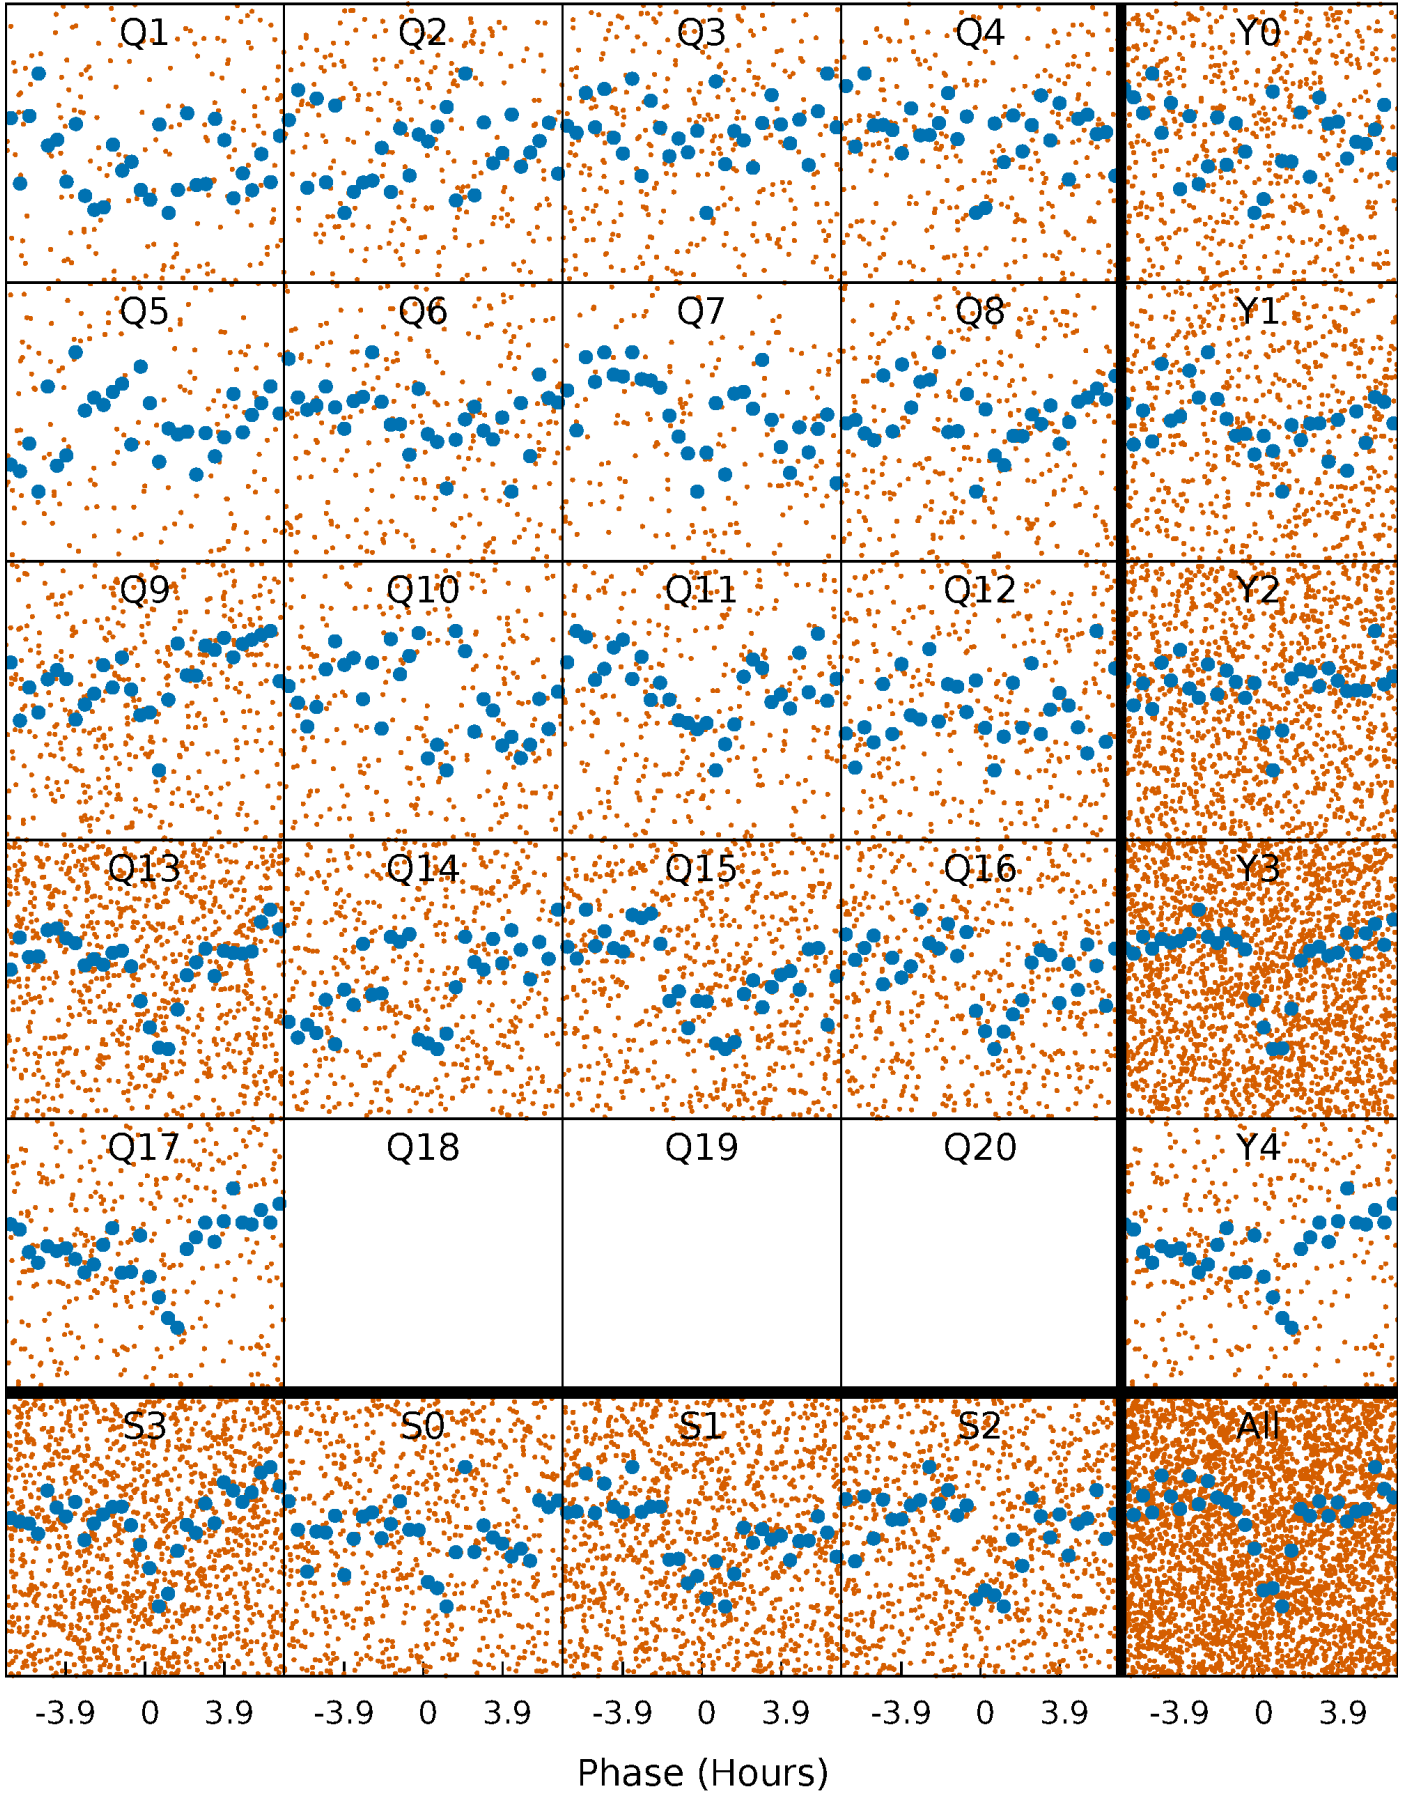 Q1 Q2 Q3 Q4 Y0
Q5 Q6 Q7 Q8 Y1
Q9 Q10 Q11 Q12 Y2
Q13 Q14 Q15 Q16 Y3
Q17 Q18 Q19 Q20 Y4
S3 S0 S1 S2 All
-3.9 0 3.9 -3.9 0 3.9 -3.9 0 3.9 -3.9 0 3.9 -3.9 0 3.9
Phase (Hours)